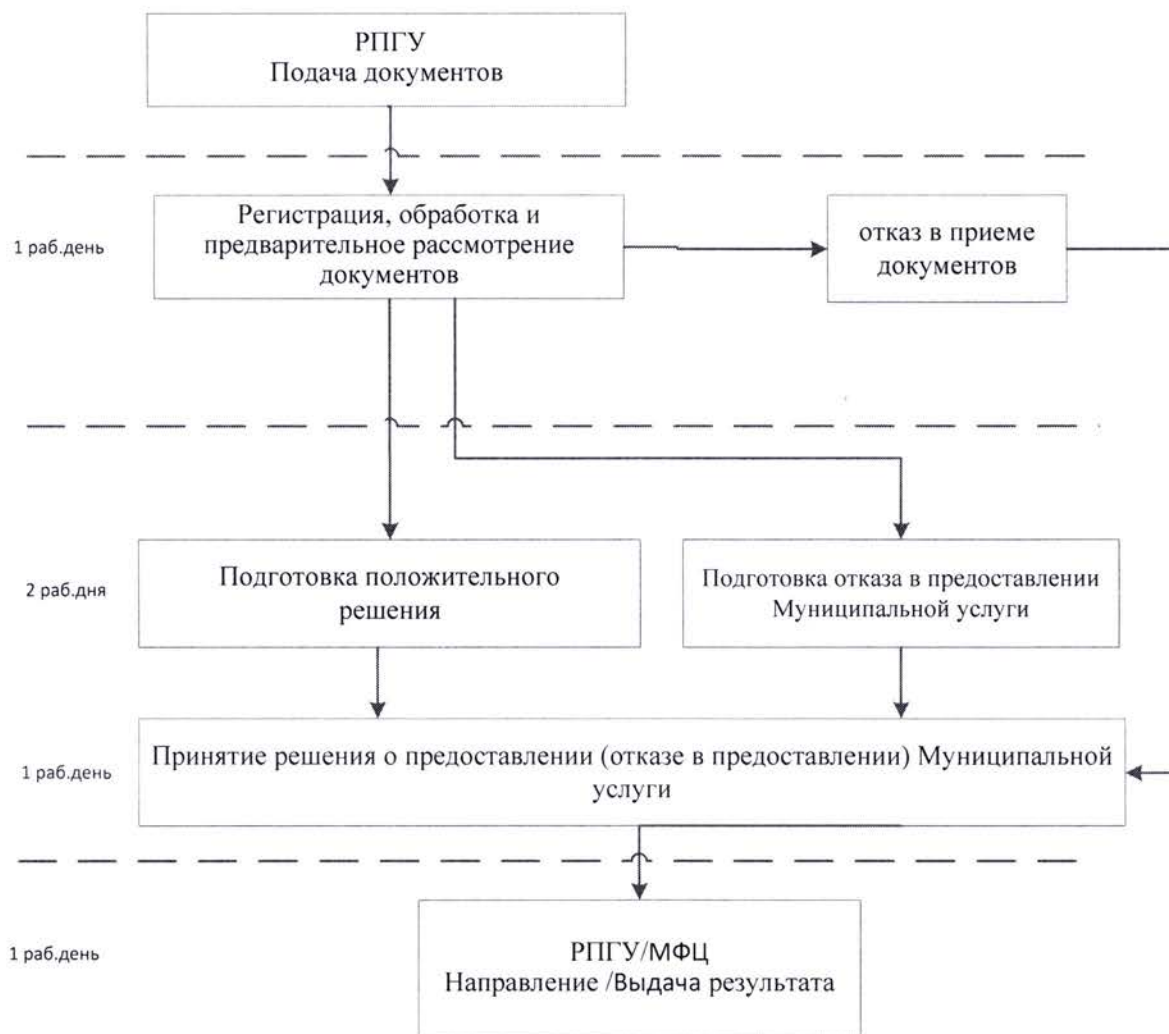 РПГУ
Подача документов
1 раб.день
Регистрация, обработка и
предварительное рассмотрение
документов
отказ в приеме
документов
2 раб.дня
Подготовка положительного
решения
Подготовка отказа в предоставлении
Муниципальной услуги
1 раб.день
Принятие решения о предоставлении (отказе в предоставлении) Муниципальной
услуги
1 раб.день
РПГУ/МФЦ
Направление /Выдача результата